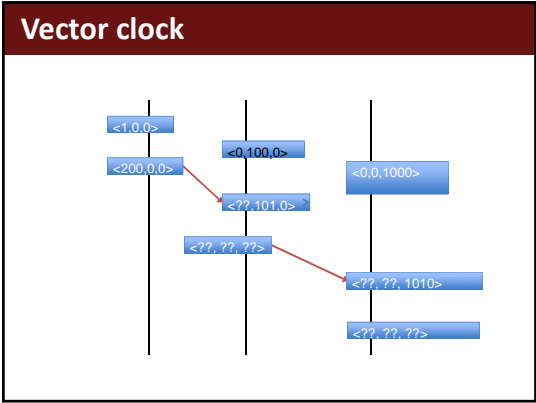 Vector clock
<1,0,0>
<0,100,0>
<200,0,0>
<0,0,1000>
<??,101,0> >
<??, ??, ??>
<??, ??, 1010>
<??, ??, ??>